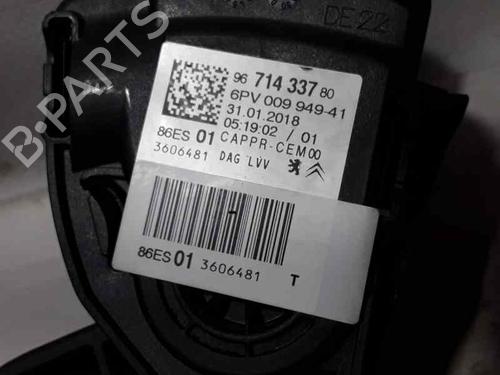 DE22
96 714 337 80
6PV 009 949-41
31.01.2018
05:19:02 / 01
86ES 01 CAPPR-CEM00
3606481 DAG LVV
86ES 01 3606481 T
B-PARTS